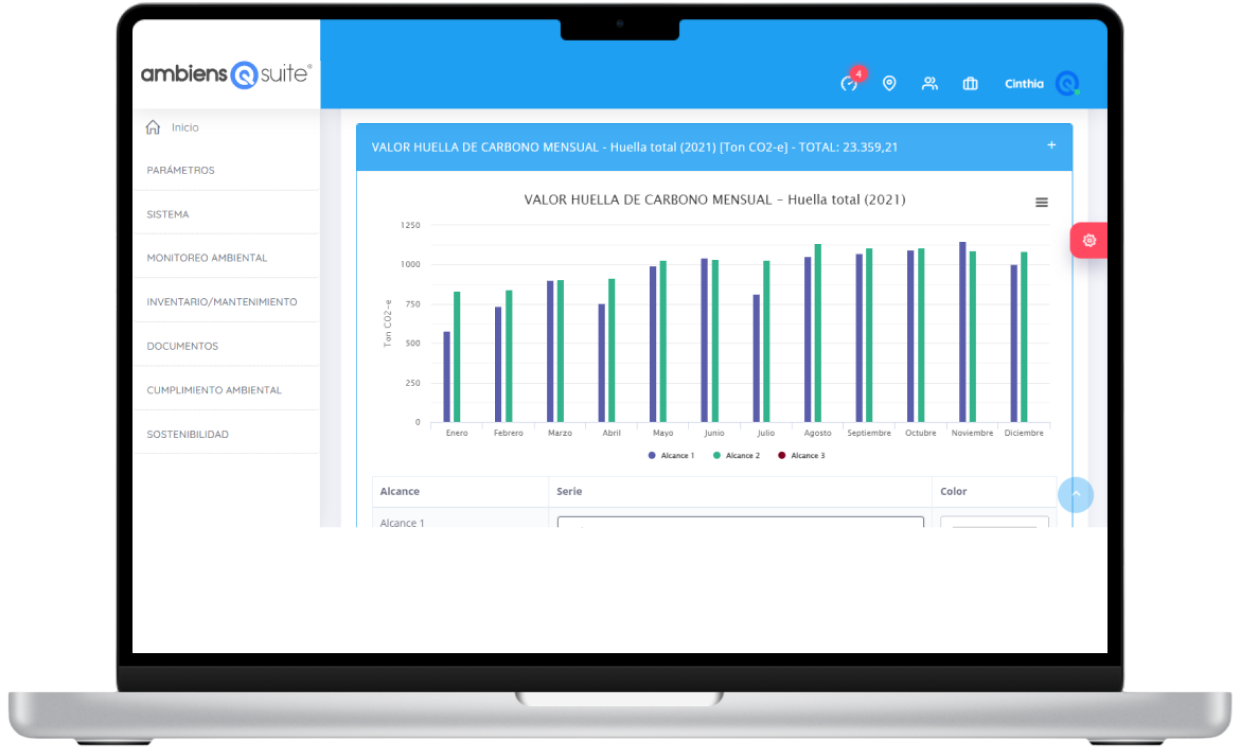 ambiens Q suite®
4
Cinthia
Inicio
PARÁMETROS
SISTEMA
MONITOREO AMBIENTAL
INVENTARIO/MANTENIMIENTO
DOCUMENTOS
CUMPLIMIENTO AMBIENTAL
SOSTENIBILIDAD
VALOR HUELLA DE CARBONO MENSUAL - Huella total (2021) [Ton CO2-e] - TOTAL: 23.359,21 +
VALOR HUELLA DE CARBONO MENSUAL – Huella total (2021)
Ton CO2-e
1250
1000
750
500
250
0
Enero Febrero Marzo Abril Mayo Junio Julio Agosto Septiembre Octubre Noviembre Diciembre
Alcance 1 Alcance 2 Alcance 3
Alcance Serie Color
Alcance 1